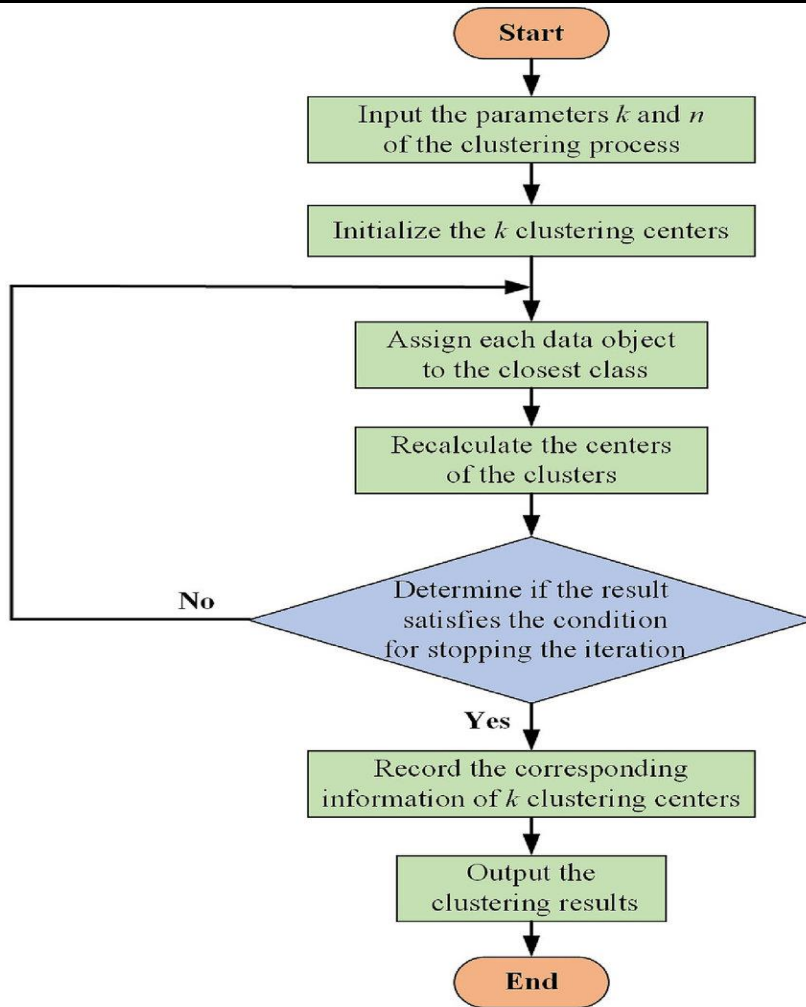 Start
Input the parameters k and n
of the clustering process
Initialize the k clustering centers
Assign each data object
to the closest class
Recalculate the centers
of the clusters
No
Determine if the result
satisfies the condition
for stopping the iteration
Yes
Record the corresponding
information of k clustering centers
Output the
clustering results
End